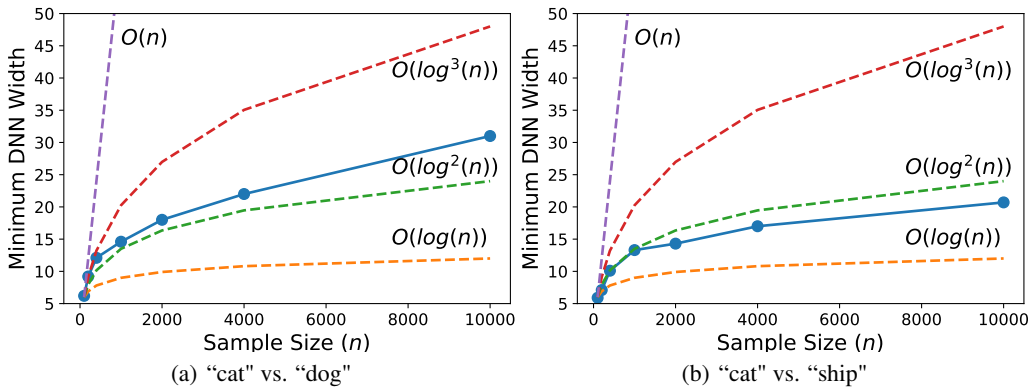 50
45
40
35
30
25
20
15
10
5
0
2000
4000
6000
8000
10000
Minimum DNN Width
Sample Size (n)
O(n)
O(log³(n))
O(log²(n))
O(log(n))
(a) “cat" vs. “dog"
50
45
40
35
30
25
20
15
10
5
0
2000
4000
6000
8000
10000
Minimum DNN Width
Sample Size (n)
O(n)
O(log³(n))
O(log²(n))
O(log(n))
(b) “cat" vs. “ship"